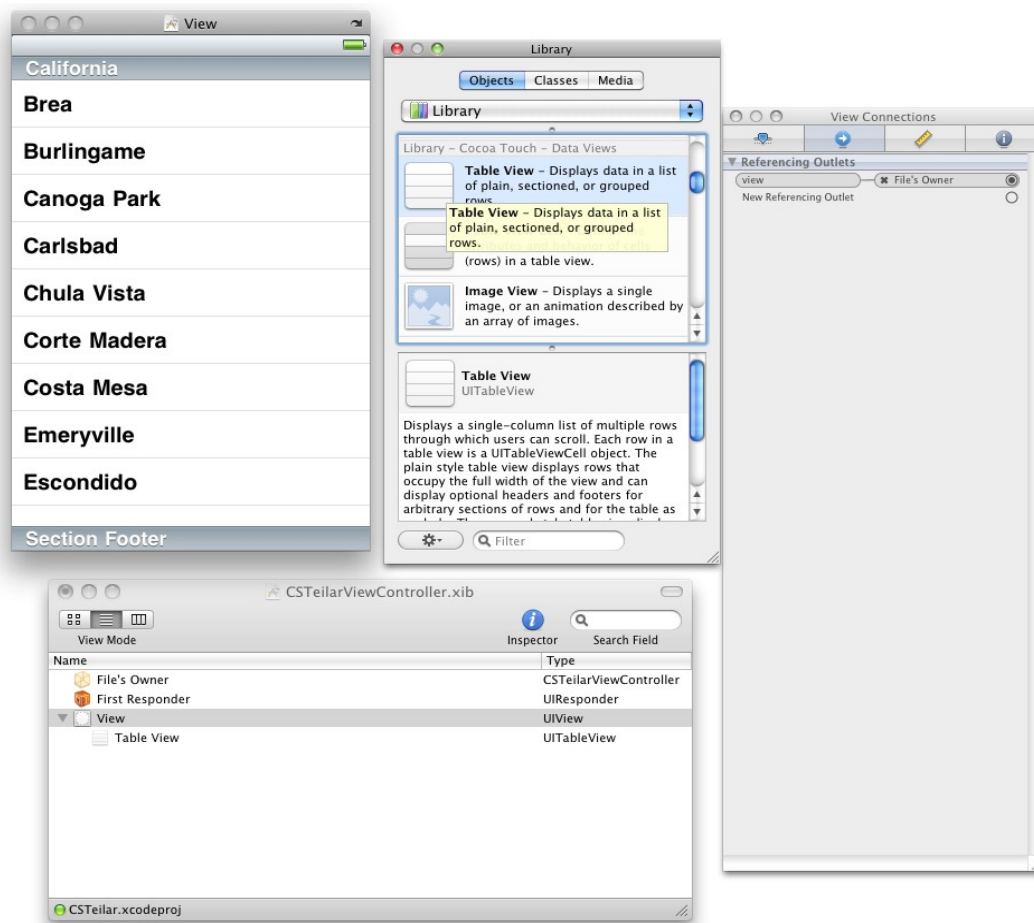 View
California
Brea
Burlingame
Canoga Park
Carlsbad
Chula Vista
Corte Madera
Costa Mesa
Emeryville
Escondido
Section Footer
Library
Objects Classes Media
Library
Library – Cocoa Touch – Data Views
Table View – Displays data in a list
of plain, sectioned, or grouped
rows.
Table View – Displays data in a list
of plain, sectioned, or grouped
rows.
(rows) in a table view.
Image View – Displays a single
image, or an animation described by
an array of images.
Table View
UITableView
Displays a single-column list of multiple rows
through which users can scroll. Each row in a
table view is a UITableViewCell object. The
plain style table view displays rows that
occupy the full width of the view and can
display optional headers and footers for
arbitrary sections of rows and for the table as
Filter
View Connections
Referencing Outlets
view File's Owner
New Referencing Outlet
CSTeilarViewController.xib
View Mode Inspector Search Field
Name Type
File's Owner CSTeilarViewController
First Responder UIResponder
View UIView
Table View UITableView
CSTeilar.xcodeproj